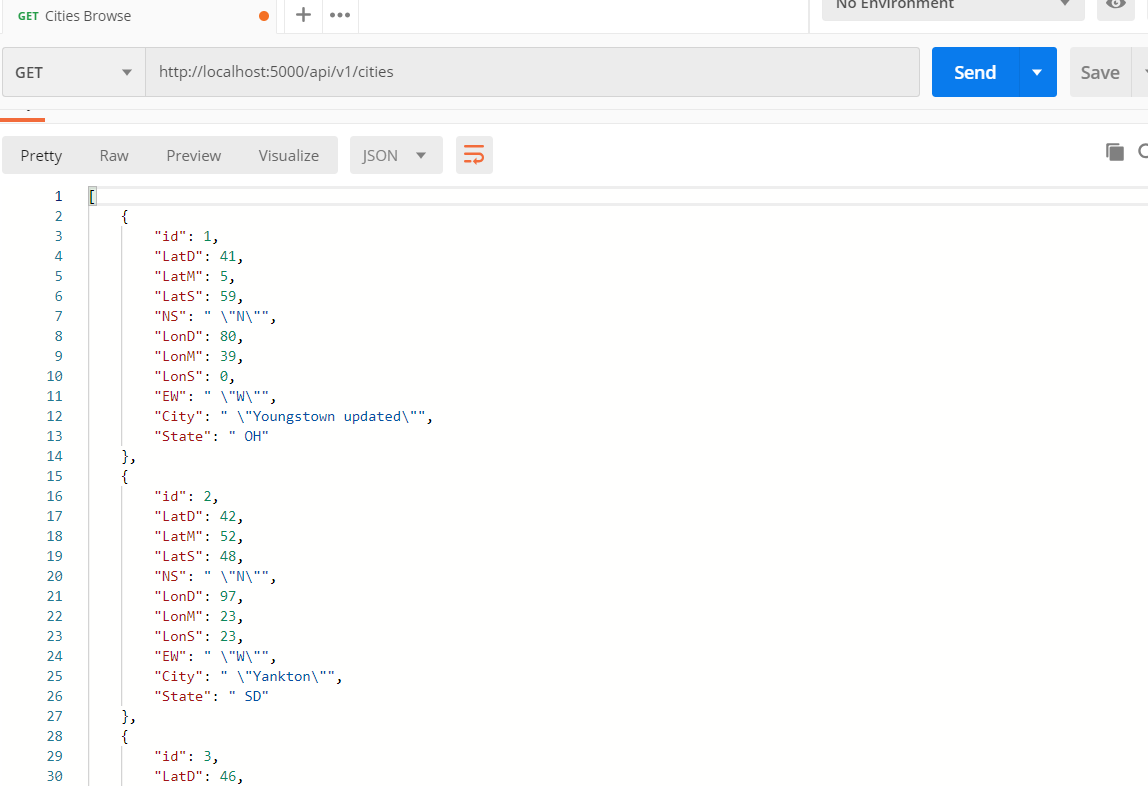 GET Cities Browse
No Environment
GET http://localhost:5000/api/v1/cities Send Save
Pretty Raw Preview Visualize JSON
1 [
2 {
3 "id": 1,
4 "LatD": 41,
5 "LatM": 5,
6 "LatS": 59,
7 "NS": " \"N\"",
8 "LonD": 80,
9 "LonM": 39,
10 "LonS": 0,
11 "EW": " \"W\"",
12 "City": " \"Youngstown updated\"",
13 "State": " OH"
14 },
15 {
16 "id": 2,
17 "LatD": 42,
18 "LatM": 52,
19 "LatS": 48,
20 "NS": " \"N\"",
21 "LonD": 97,
22 "LonM": 23,
23 "LonS": 23,
24 "EW": " \"W\"",
25 "City": " \"Yankton\"",
26 "State": " SD"
27 },
28 {
29 "id": 3,
30 "LatD": 46,